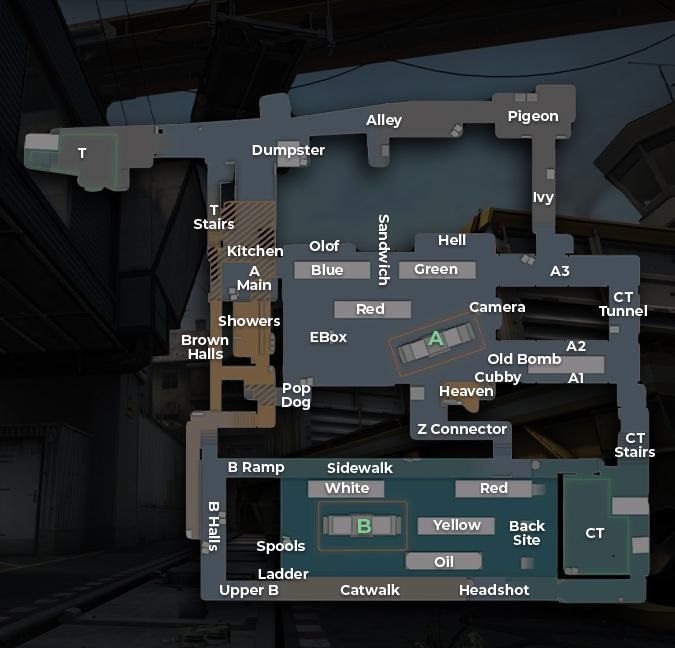 Alley
Pigeon
T
Dumpster
Ivy
T
Stairs
Sandwich
Hell
Olof
Kitchen
Blue
Green
A
Main
A3
CT
Tunnel
Red
Camera
Showers
EBox
A
Brown
Halls
A2
Old Bomb
Cubby
A1
Heaven
Pop
Dog
Z Connector
CT
Stairs
B Ramp
Sidewalk
White
Red
B Halls
B
Yellow
Back
Site
CT
Spools
Oil
Ladder
Upper B
Catwalk
Headshot